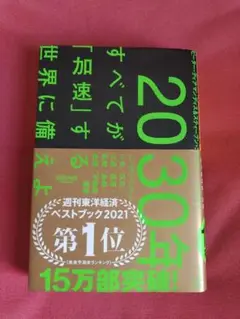 2030年
すべてが
「加速」す
る
世界に備
えよ
週刊東洋経済
ベストブック2021
第1位
15万部突破!